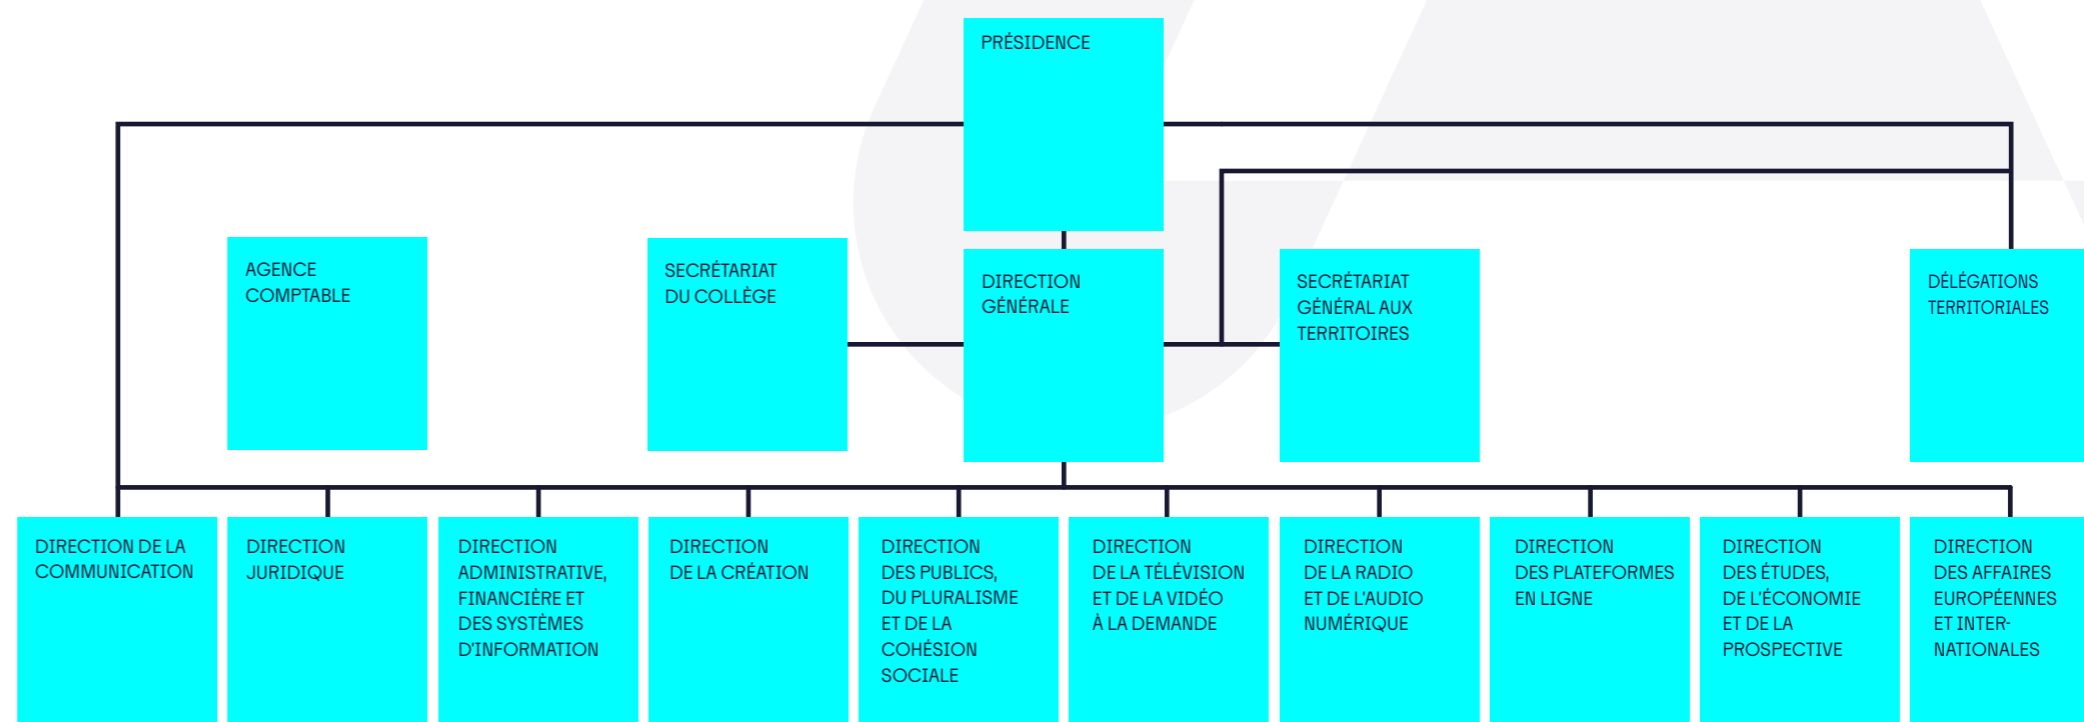 PRÉSIDENCE
AGENCE
COMPTABLE
SECRÉTARIAT
DU COLLÈGE
DIRECTION
GÉNÉRALE
SECRÉTARIAT
GÉNÉRAL AUX
TERRITOIRES
DÉLÉGATIONS
TERRITORIALES
DIRECTION DE LA
COMMUNICATION
DIRECTION
JURIDIQUE
DIRECTION
ADMINISTRATIVE,
FINANCIÈRE ET
DES SYSTÈMES
D'INFORMATION
DIRECTION
DE LA CRÉATION
DIRECTION
DES PUBLICS,
DU PLURALISME
ET DE LA
COHÉSION
SOCIALE
DIRECTION
DE LA TÉLÉVISION
ET DE LA VIDÉO
À LA DEMANDE
DIRECTION
DE LA RADIO
ET DE L'AUDIO
NUMÉRIQUE
DIRECTION
DES PLATEFORMES
EN LIGNE
DIRECTION
DES ÉTUDES,
DE L'ÉCONOMIE
ET DE LA
PROSPECTIVE
DIRECTION
DES AFFAIRES
EUROPÉENNES
ET INTER-
NATIONALES